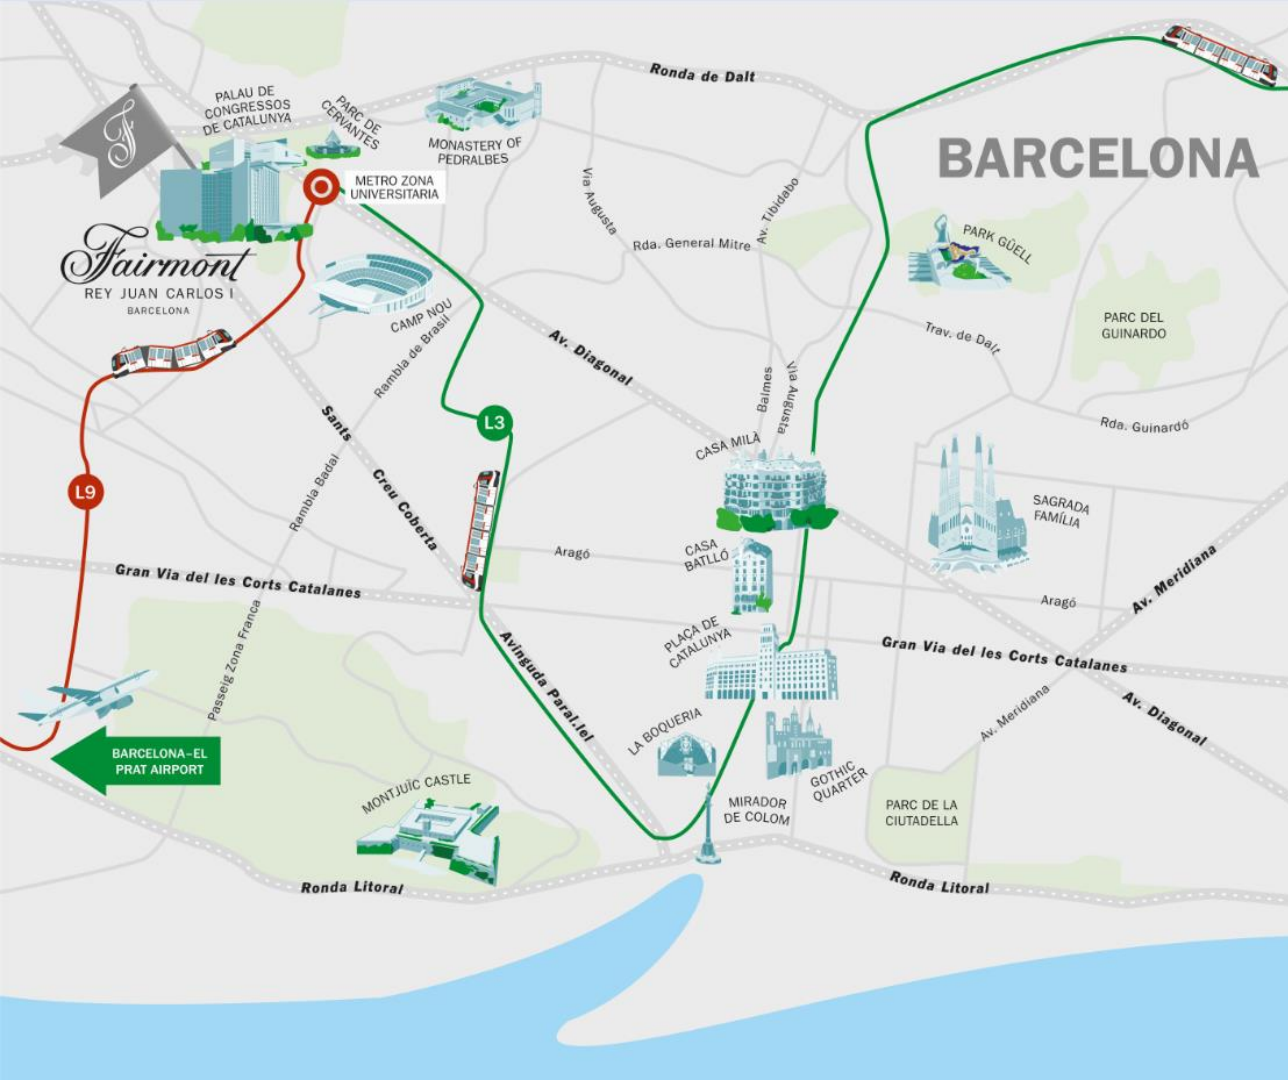 Ronda de Dalt
BARCELONA
PALAU DE
CONGRESSOS
DE CATALUNYA
PARC DE
CERVANTES
MONASTERY OF
PEDRALBES
F
METRO ZONA
UNIVERSITARIA
Fairmont
REY JUAN CARLOS I
BARCELONA
Via Augusta
Av. Tibidabo
Rda. General Mitre
PARK GÜELL
CAMP NOU
Rambla de Brasil
PARC DEL
GUINARDO
Trav. de Dalt
Av. Diagonal
Balmes
Via Augusta
Rda. Guinardó
Sants
L3
CASA MILÀ
Rambla Badal
Creu Coberta
L9
SAGRADA
FAMÍLIA
Aragó
CASA
BATLLÓ
Av. Meridiana
Gran Via del les Corts Catalanes
Aragó
Passeig Zona Franca
Avinguda Paral.lel
PLAÇA DE
CATALUNYA
Gran Via del les Corts Catalanes
Av. Meridiana
Av. Diagonal
BARCELONA–EL
PRAT AIRPORT
LA BOQUERIA
GOTHIC
QUARTER
MONTJUÏC CASTLE
MIRADOR
DE COLOM
PARC DE LA
CIUTADELLA
Ronda Litoral
Ronda Litoral